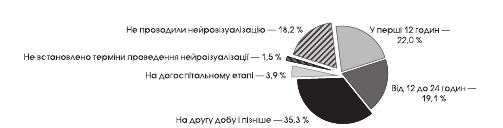 Не проводили нейровізуалізацію — 18,2 %
У перші 12 годин —
22,0 %
Не встановлено терміни проведення нейроізуалізації — 1,5 %
На догоспітальному етапі — 3,9 %
Від 12 до 24 годин —
19,1 %
На другу добу і пізніше — 35,3 %